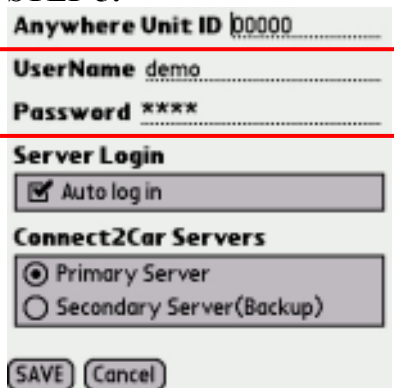 Anywhere Unit ID 00000
UserName demo
Password ****
Server Login
Auto log in
Connect2Car Servers
Primary Server
Secondary Server(Backup)
SAVE Cancel